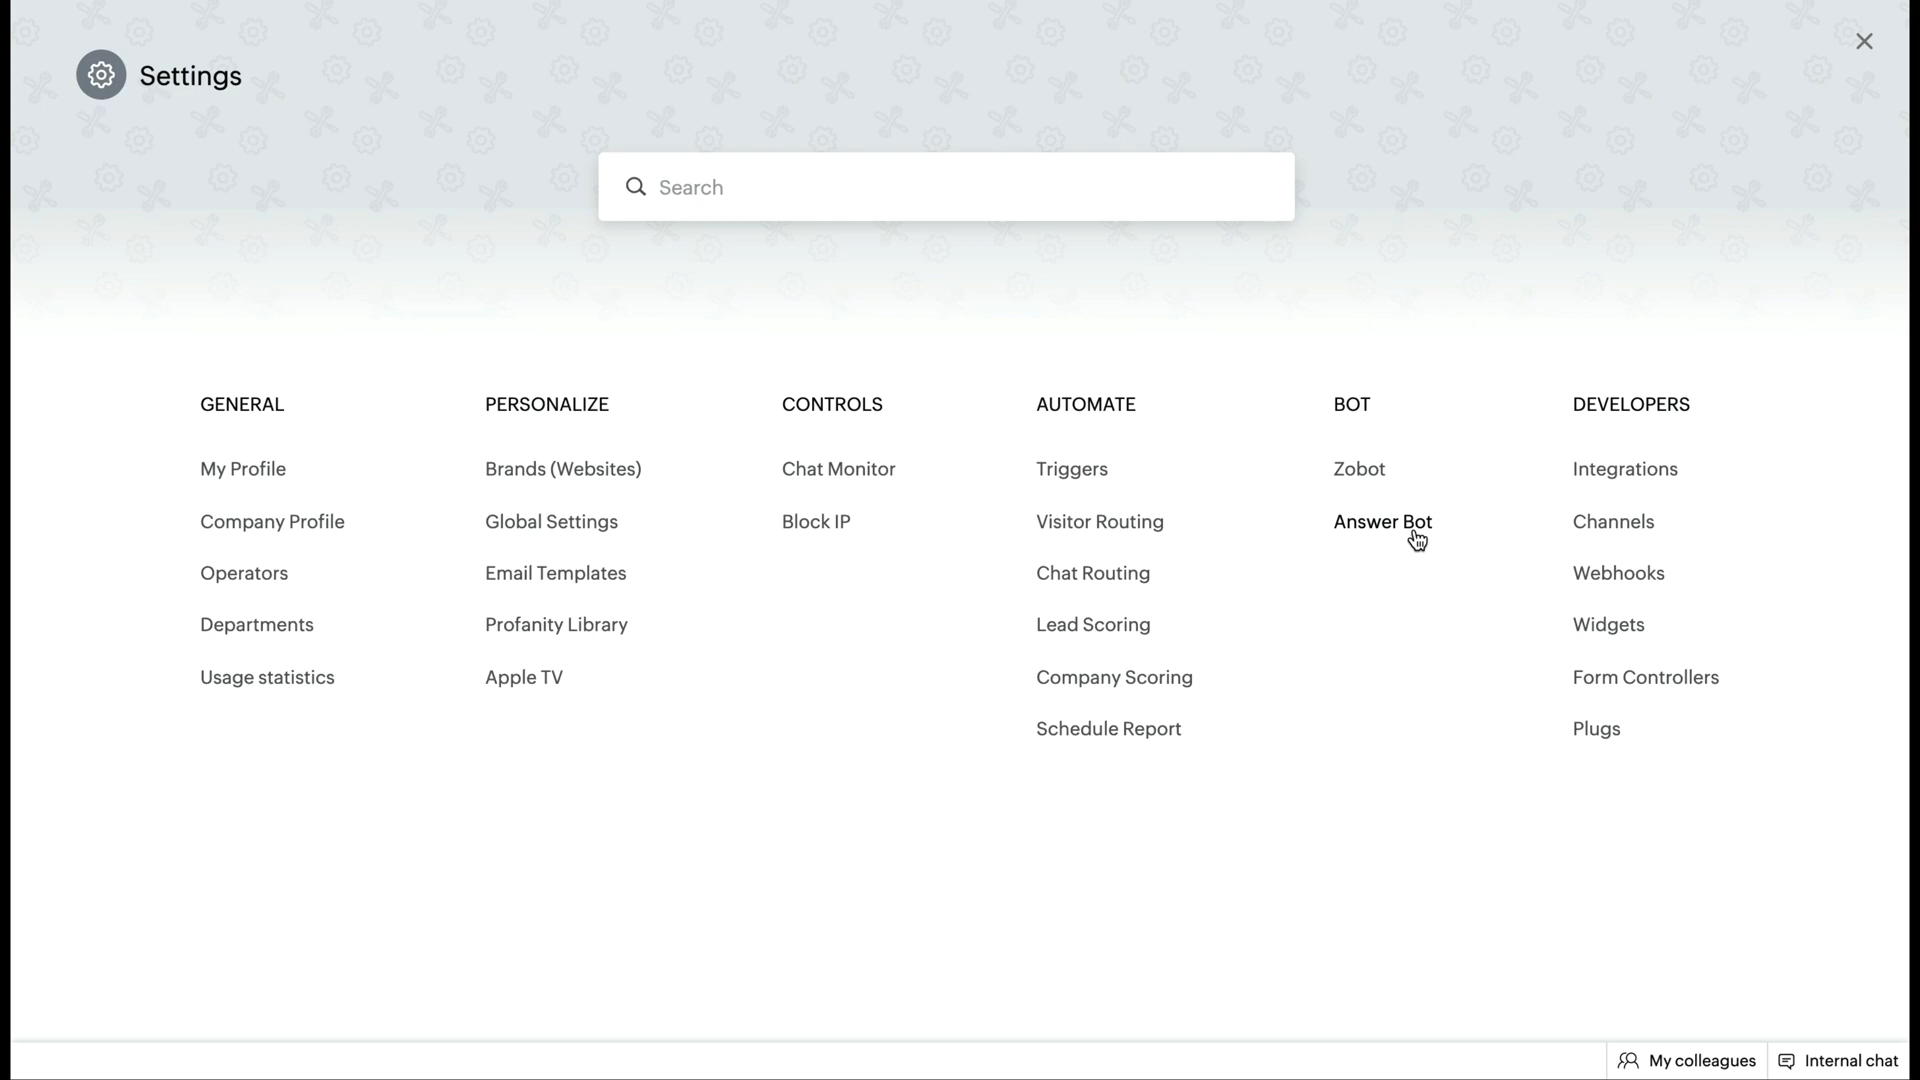 Settings
Search
GENERAL
My Profile
Company Profile
Operators
Departments
Usage statistics
PERSONALIZE
Brands (Websites)
Global Settings
Email Templates
Profanity Library
Apple TV
CONTROLS
Chat Monitor
Block IP
AUTOMATE
Triggers
Visitor Routing
Chat Routing
Lead Scoring
Company Scoring
Schedule Report
BOT
Zobot
Answer Bot
DEVELOPERS
Integrations
Channels
Webhooks
Widgets
Form Controllers
Plugs
My colleagues
Internal chat